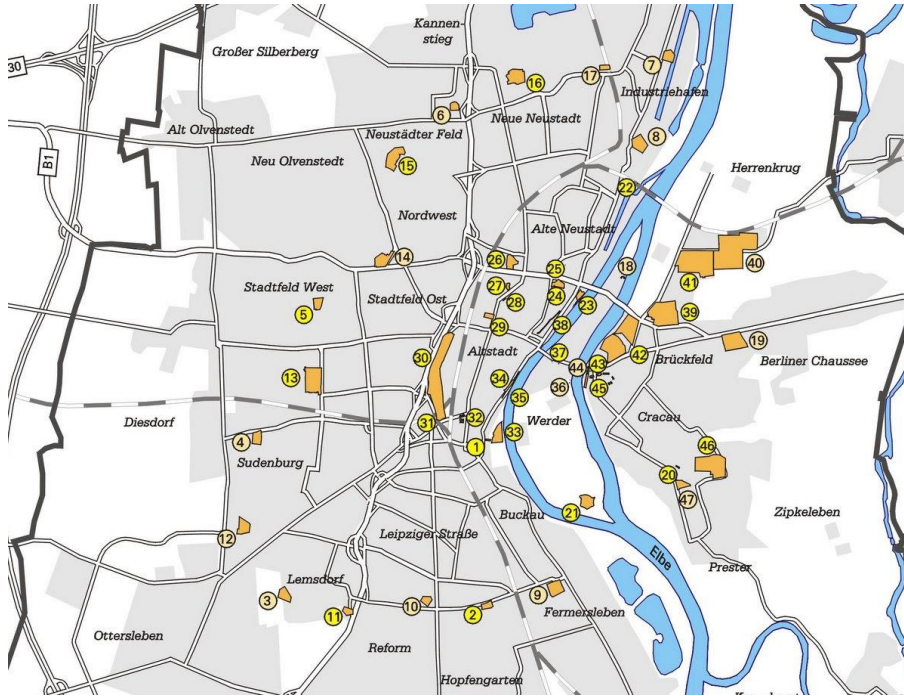 Kannen-
stieg
Großer Silberberg
30
16
17
7
Industriehafen
6
Neue Neustadt
Alt Olvenstedt
Neustädter Feld
8
B1
Neu Olvenstedt
15
Herrenkrug
22
Nordwest
Alte Neustadt
14
26
25
18
40
41
Stadtfeld West
27
28
24
23
5
Stadtfeld Ost
29
38
39
19
30
Altstadt
37
42
Brückfeld
Berliner Chaussee
13
34
44
43
36
45
35
Diesdorf
31
32
Werder
Cracau
33
4
1
46
Sudenburg
20
47
21
Buckau
Zipkeleben
12
Leipziger Straße
Elbe
Prester
Lemsdorf
3
11
10
2
9
Fermersleben
Ottersleben
Reform
Hopfengarten